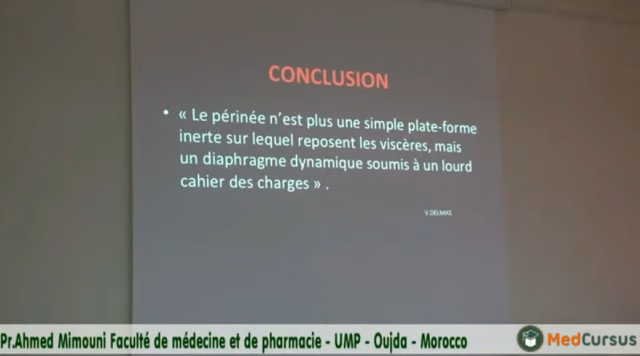 CONCLUSION
• « Le périnée n'est plus une simple plate-forme
inerte sur lequel reposent les viscères, mais
un diaphragme dynamique soumis à un lourd
cahier des charges » .
V.DELMAS
Pr.Ahmed Mimouni Faculté de médecine et de pharmacie - UMP - Oujda - Morocco
MedCursus